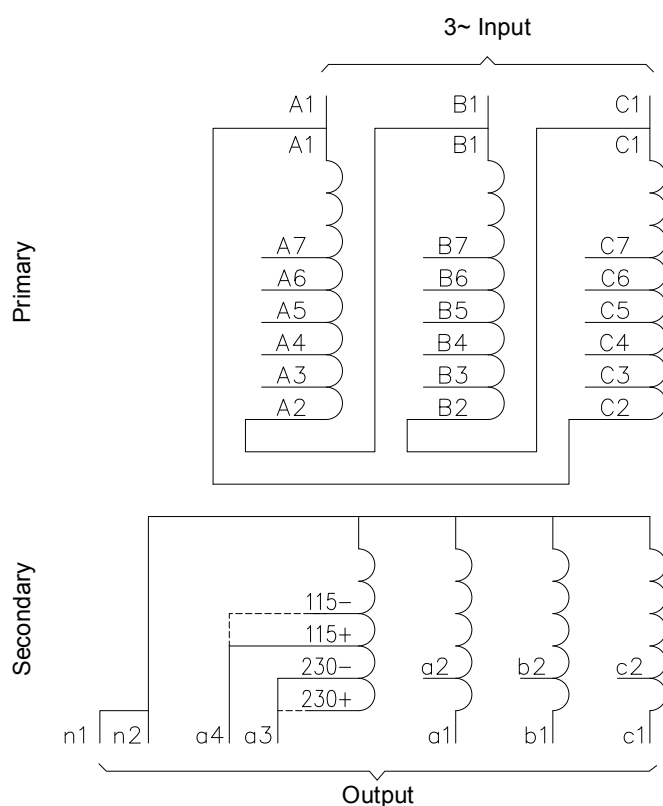 3~ Input
A1 B1 C1
A1 B1 C1
A7 B7 C7
A6 B6 C6
A5 B5 C5
A4 B4 C4
A3 B3 C3
A2 B2 C2
Primary
115-
115+
230- a2 b2 c2
230+
n1 n2 a4 a3 a1 b1 c1
Secondary
Output